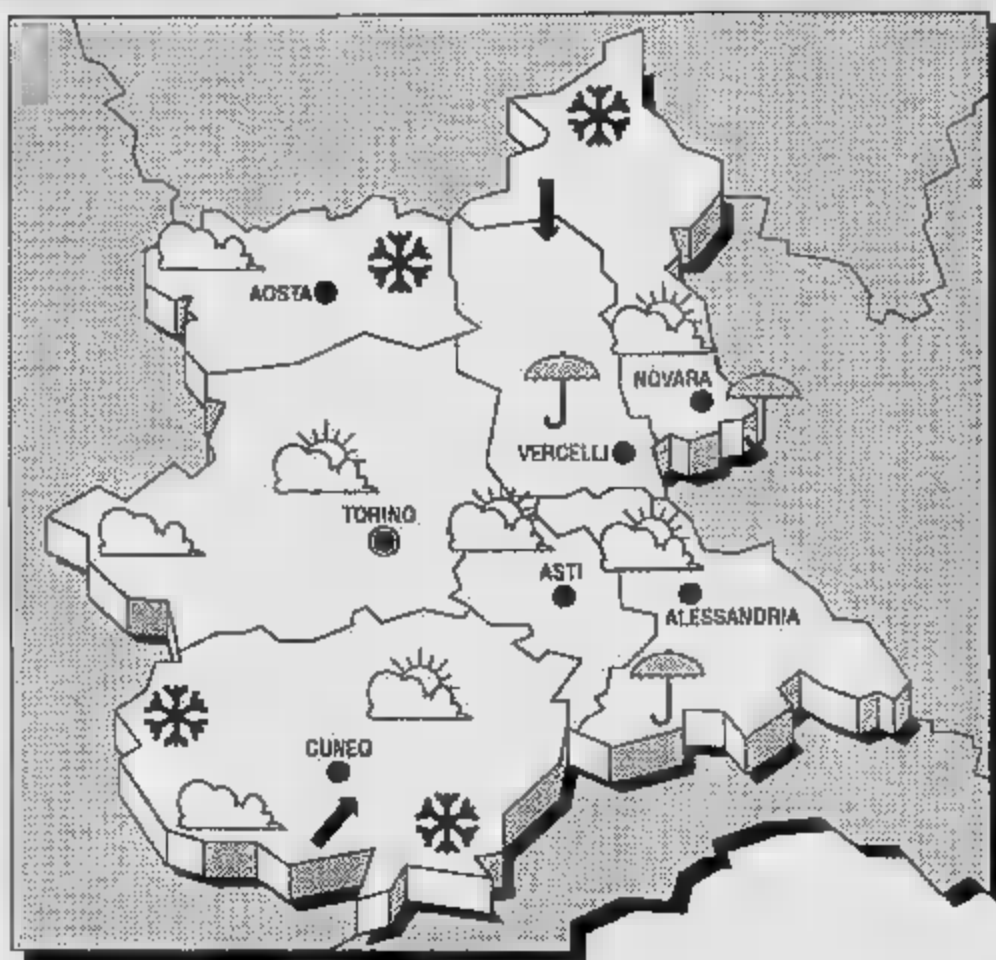 AOSTA
NOVARA
VERCELLI
TORINO
ASTI
ALESSANDRIA
CUNEO